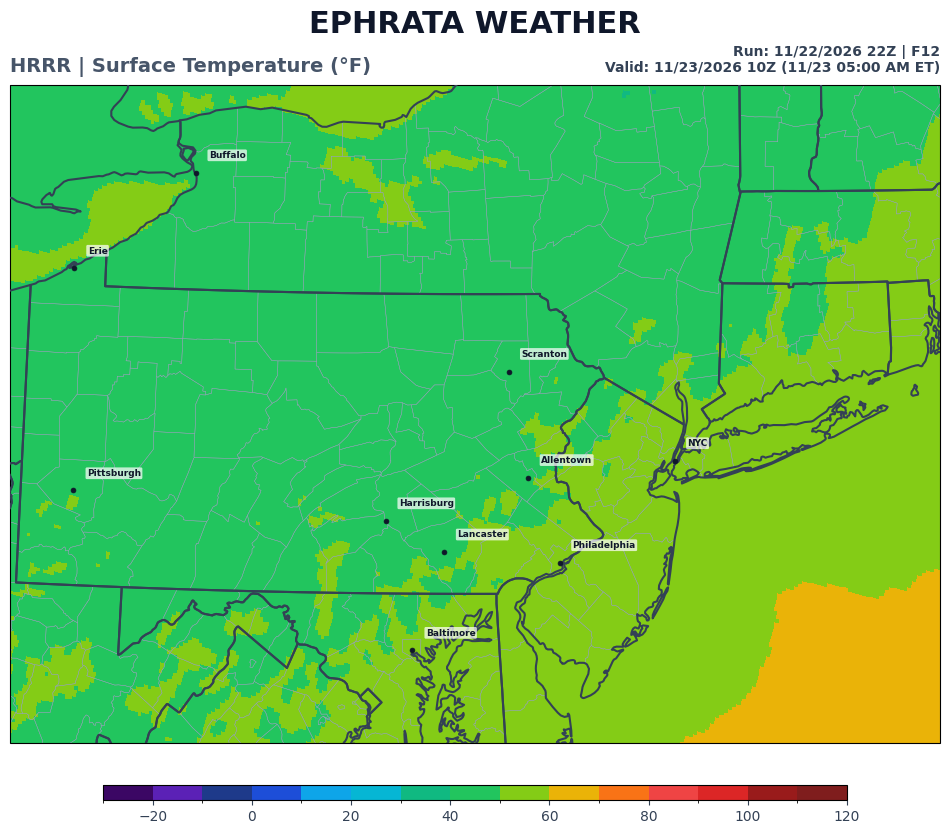 EPHRATA WEATHER
HRRR | Surface Temperature (°F)
Run: 11/22/2026 22Z | F12
Valid: 11/23/2026 10Z (11/23 05:00 AM ET)
Buffalo
Erie
Scranton
NYC
Allentown
Pittsburgh
Harrisburg
Lancaster
Philadelphia
Baltimore
−20 0 20 40 60 80 100 120